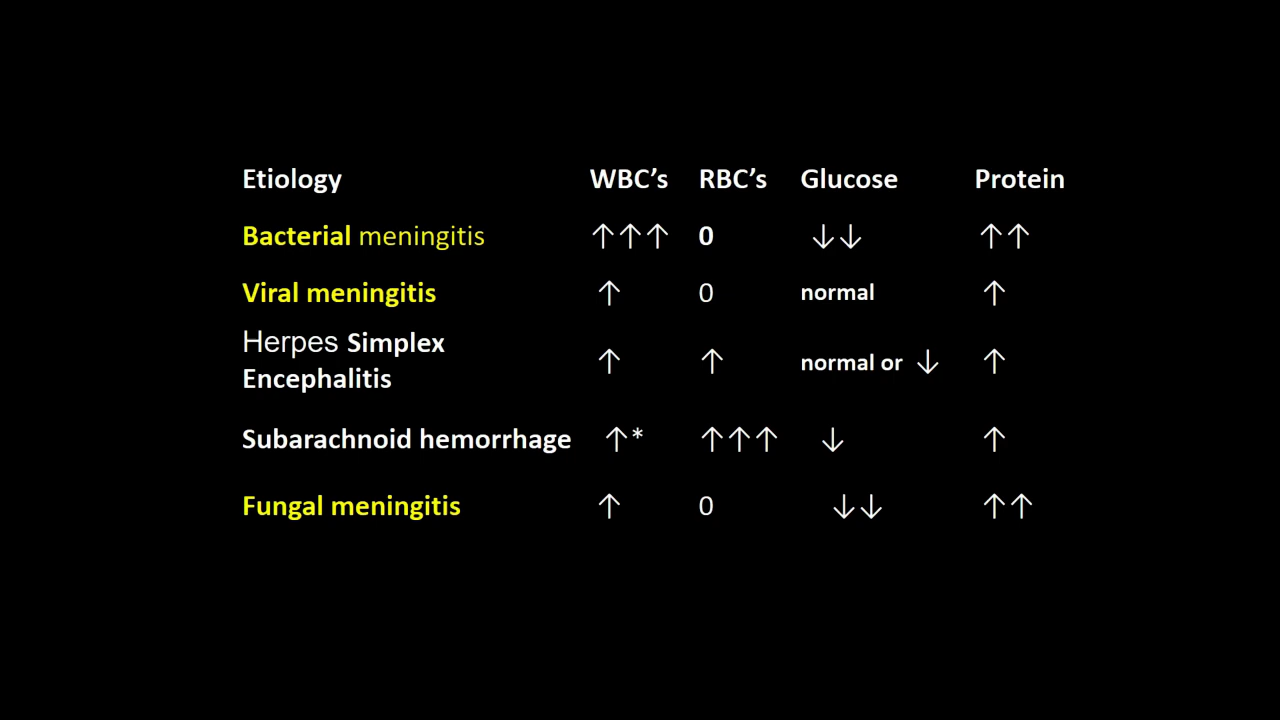 Etiology WBC’s RBC’s Glucose Protein
Bacterial meningitis ↑↑↑ 0 ↓↓ ↑↑
Viral meningitis ↑ 0 normal ↑
Herpes Simplex
Encephalitis ↑ ↑ normal or ↓ ↑
Subarachnoid hemorrhage ↑* ↑↑↑ ↓ ↑
Fungal meningitis ↑ 0 ↓↓ ↑↑